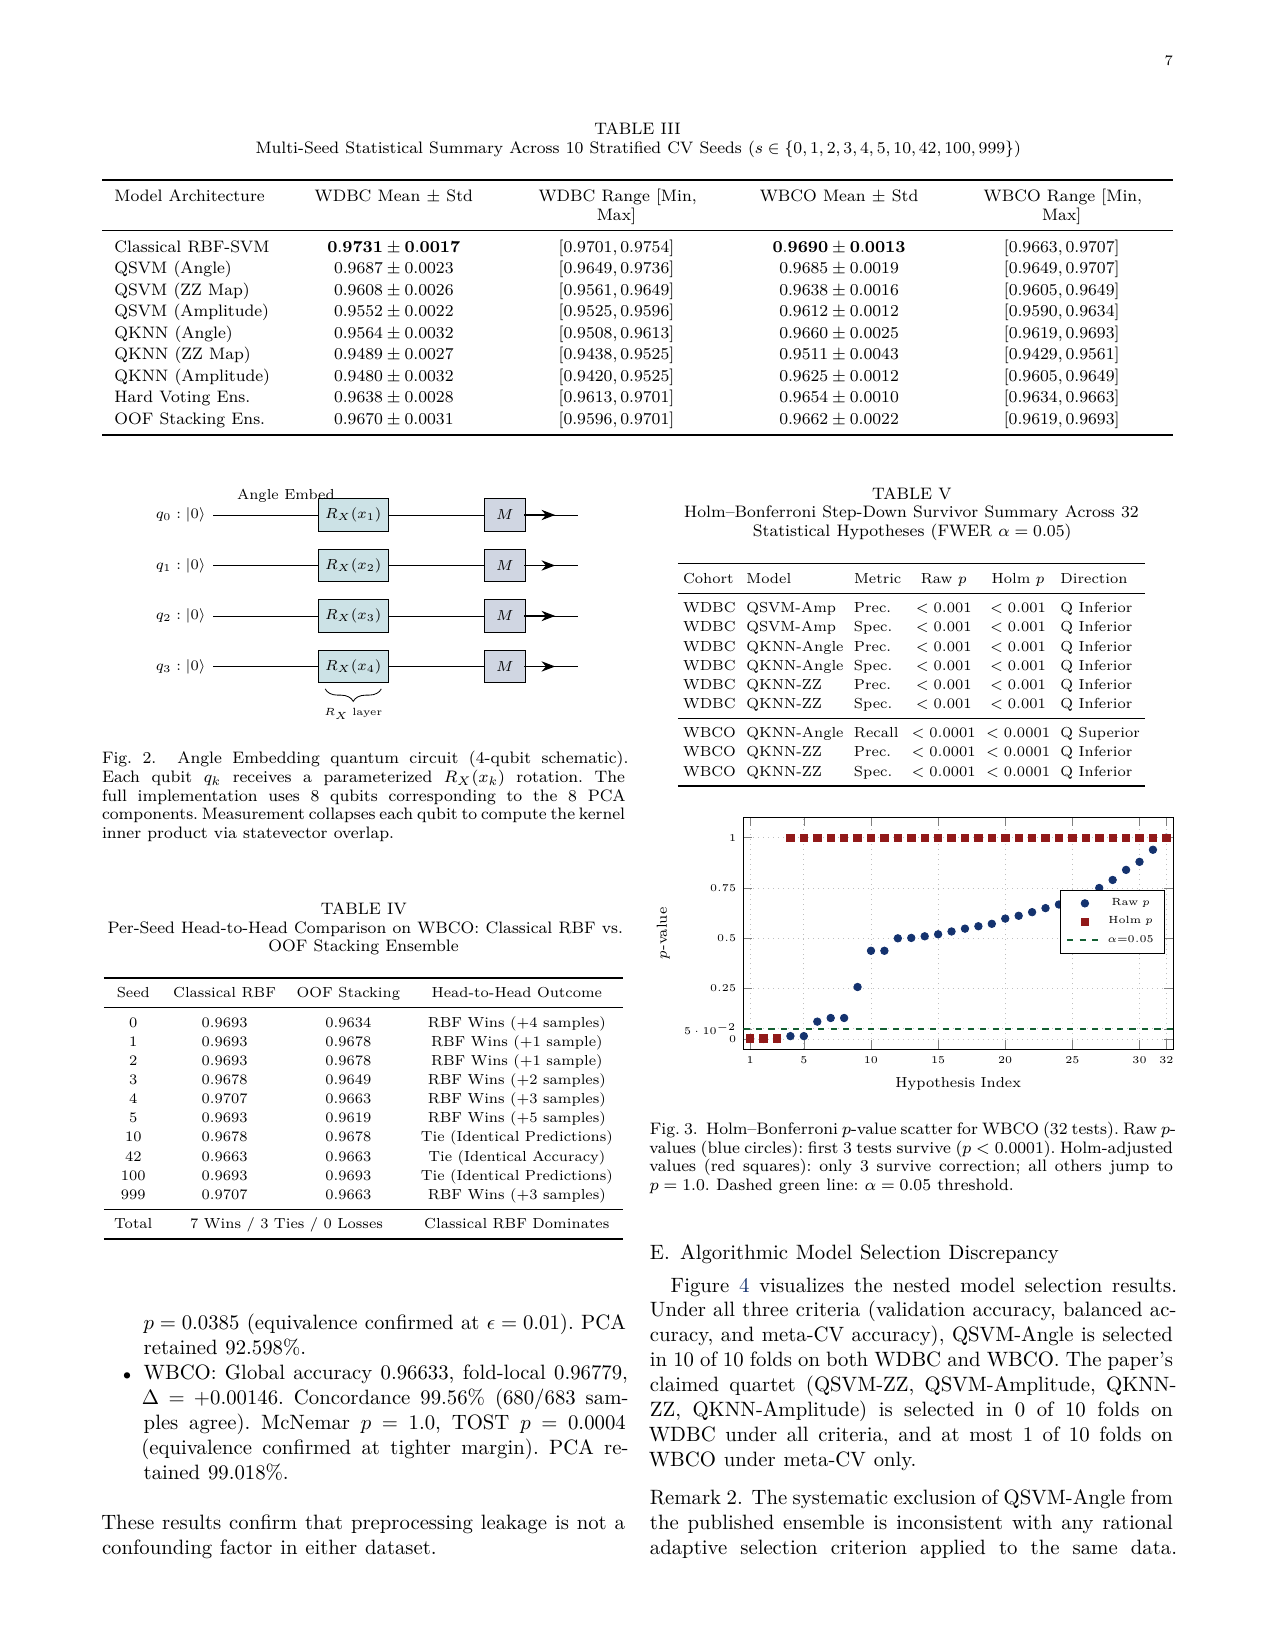 7
TABLE III
Multi-Seed Statistical Summary Across 10 Stratified CV Seeds (s ∈ {0, 1, 2, 3, 4, 5, 10, 42, 100, 999})
Model Architecture WDBC Mean ± Std WDBC Range [Min, Max] WBCO Mean ± Std WBCO Range [Min, Max]
Classical RBF-SVM 0.9731 ± 0.0017 [0.9701, 0.9754] 0.9690 ± 0.0013 [0.9663, 0.9707]
QSVM (Angle) 0.9687 ± 0.0023 [0.9649, 0.9736] 0.9685 ± 0.0019 [0.9649, 0.9707]
QSVM (ZZ Map) 0.9608 ± 0.0026 [0.9561, 0.9649] 0.9638 ± 0.0016 [0.9605, 0.9649]
QSVM (Amplitude) 0.9552 ± 0.0022 [0.9525, 0.9596] 0.9612 ± 0.0012 [0.9590, 0.9634]
QKNN (Angle) 0.9564 ± 0.0032 [0.9508, 0.9613] 0.9660 ± 0.0025 [0.9619, 0.9693]
QKNN (ZZ Map) 0.9489 ± 0.0027 [0.9438, 0.9525] 0.9511 ± 0.0043 [0.9429, 0.9561]
QKNN (Amplitude) 0.9480 ± 0.0032 [0.9420, 0.9525] 0.9625 ± 0.0012 [0.9605, 0.9649]
Hard Voting Ens. 0.9638 ± 0.0028 [0.9613, 0.9701] 0.9654 ± 0.0010 [0.9634, 0.9663]
OOF Stacking Ens. 0.9670 ± 0.0031 [0.9596, 0.9701] 0.9662 ± 0.0022 [0.9619, 0.9693]
Angle Embed
q0 : |0⟩ RX(x1) M
q1 : |0⟩ RX(x2) M
q2 : |0⟩ RX(x3) M
q3 : |0⟩ RX(x4) M
RX layer
Fig. 2. Angle Embedding quantum circuit (4-qubit schematic).
Each qubit qk receives a parameterized RX(xk) rotation. The
full implementation uses 8 qubits corresponding to the 8 PCA
components. Measurement collapses each qubit to compute the kernel
inner product via statevector overlap.
TABLE IV
Per-Seed Head-to-Head Comparison on WBCO: Classical RBF vs.
OOF Stacking Ensemble
Seed Classical RBF OOF Stacking Head-to-Head Outcome
0 0.9693 0.9634 RBF Wins (+4 samples)
1 0.9693 0.9678 RBF Wins (+1 sample)
2 0.9693 0.9678 RBF Wins (+1 sample)
3 0.9678 0.9649 RBF Wins (+2 samples)
4 0.9707 0.9663 RBF Wins (+3 samples)
5 0.9693 0.9619 RBF Wins (+5 samples)
10 0.9678 0.9678 Tie (Identical Predictions)
42 0.9663 0.9663 Tie (Identical Accuracy)
100 0.9693 0.9693 Tie (Identical Predictions)
999 0.9707 0.9663 RBF Wins (+3 samples)
Total 7 Wins / 3 Ties / 0 Losses Classical RBF Dominates
p = 0.0385 (equivalence confirmed at ϵ = 0.01). PCA
retained 92.598%.
• WBCO: Global accuracy 0.96633, fold-local 0.96779,
Δ = +0.00146. Concordance 99.56% (680/683 sam-
ples agree). McNemar p = 1.0, TOST p = 0.0004
(equivalence confirmed at tighter margin). PCA re-
tained 99.018%.
These results confirm that preprocessing leakage is not a
confounding factor in either dataset.
TABLE V
Holm–Bonferroni Step-Down Survivor Summary Across 32
Statistical Hypotheses (FWER α = 0.05)
Cohort Model Metric Raw p Holm p Direction
WDBC QSVM-Amp Prec. < 0.001 < 0.001 Q Inferior
WDBC QSVM-Amp Spec. < 0.001 < 0.001 Q Inferior
WDBC QKNN-Angle Prec. < 0.001 < 0.001 Q Inferior
WDBC QKNN-Angle Spec. < 0.001 < 0.001 Q Inferior
WDBC QKNN-ZZ Prec. < 0.001 < 0.001 Q Inferior
WDBC QKNN-ZZ Spec. < 0.001 < 0.001 Q Inferior
WBCO QKNN-Angle Recall < 0.0001 < 0.0001 Q Superior
WBCO QKNN-ZZ Prec. < 0.0001 < 0.0001 Q Inferior
WBCO QKNN-ZZ Spec. < 0.0001 < 0.0001 Q Inferior
1
0.75
0.5
0.25
5 · 10−2
0
p-value
Raw p
Holm p
α=0.05
1 5 10 15 20 25 30 32
Hypothesis Index
Fig. 3. Holm–Bonferroni p-value scatter for WBCO (32 tests). Raw p-
values (blue circles): first 3 tests survive (p < 0.0001). Holm-adjusted
values (red squares): only 3 survive correction; all others jump to
p = 1.0. Dashed green line: α = 0.05 threshold.
E. Algorithmic Model Selection Discrepancy
Figure 4 visualizes the nested model selection results.
Under all three criteria (validation accuracy, balanced ac-
curacy, and meta-CV accuracy), QSVM-Angle is selected
in 10 of 10 folds on both WDBC and WBCO. The paper's
claimed quartet (QSVM-ZZ, QSVM-Amplitude, QKNN-
ZZ, QKNN-Amplitude) is selected in 0 of 10 folds on
WDBC under all criteria, and at most 1 of 10 folds on
WBCO under meta-CV only.
Remark 2. The systematic exclusion of QSVM-Angle from
the published ensemble is inconsistent with any rational
adaptive selection criterion applied to the same data.